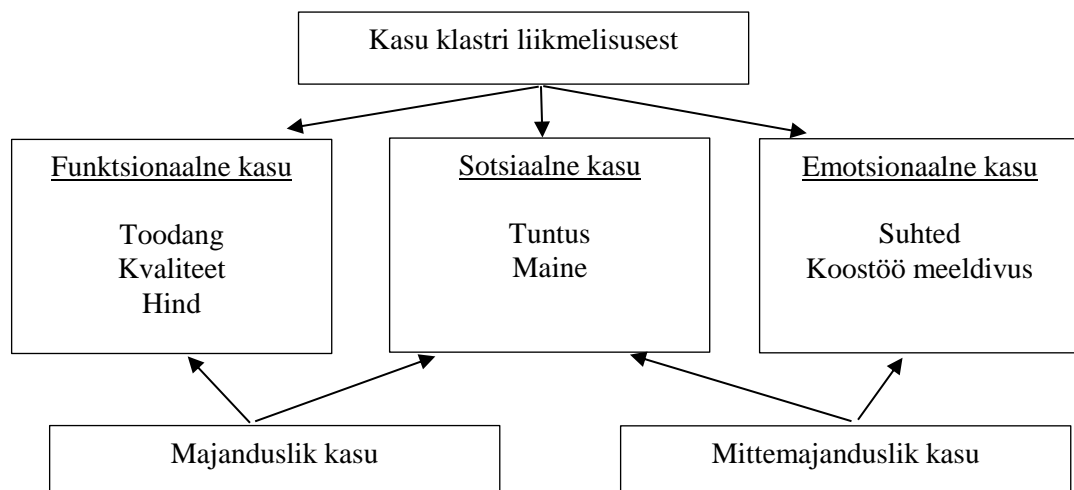 Kasu klastri liikmelisusest
Funktsionaalne kasu
Toodang
Kvaliteet
Hind
Sotsiaalne kasu
Tuntus
Maine
Emotsionaalne kasu
Suhted
Koostöö meeldivus
Majanduslik kasu
Mittemajanduslik kasu